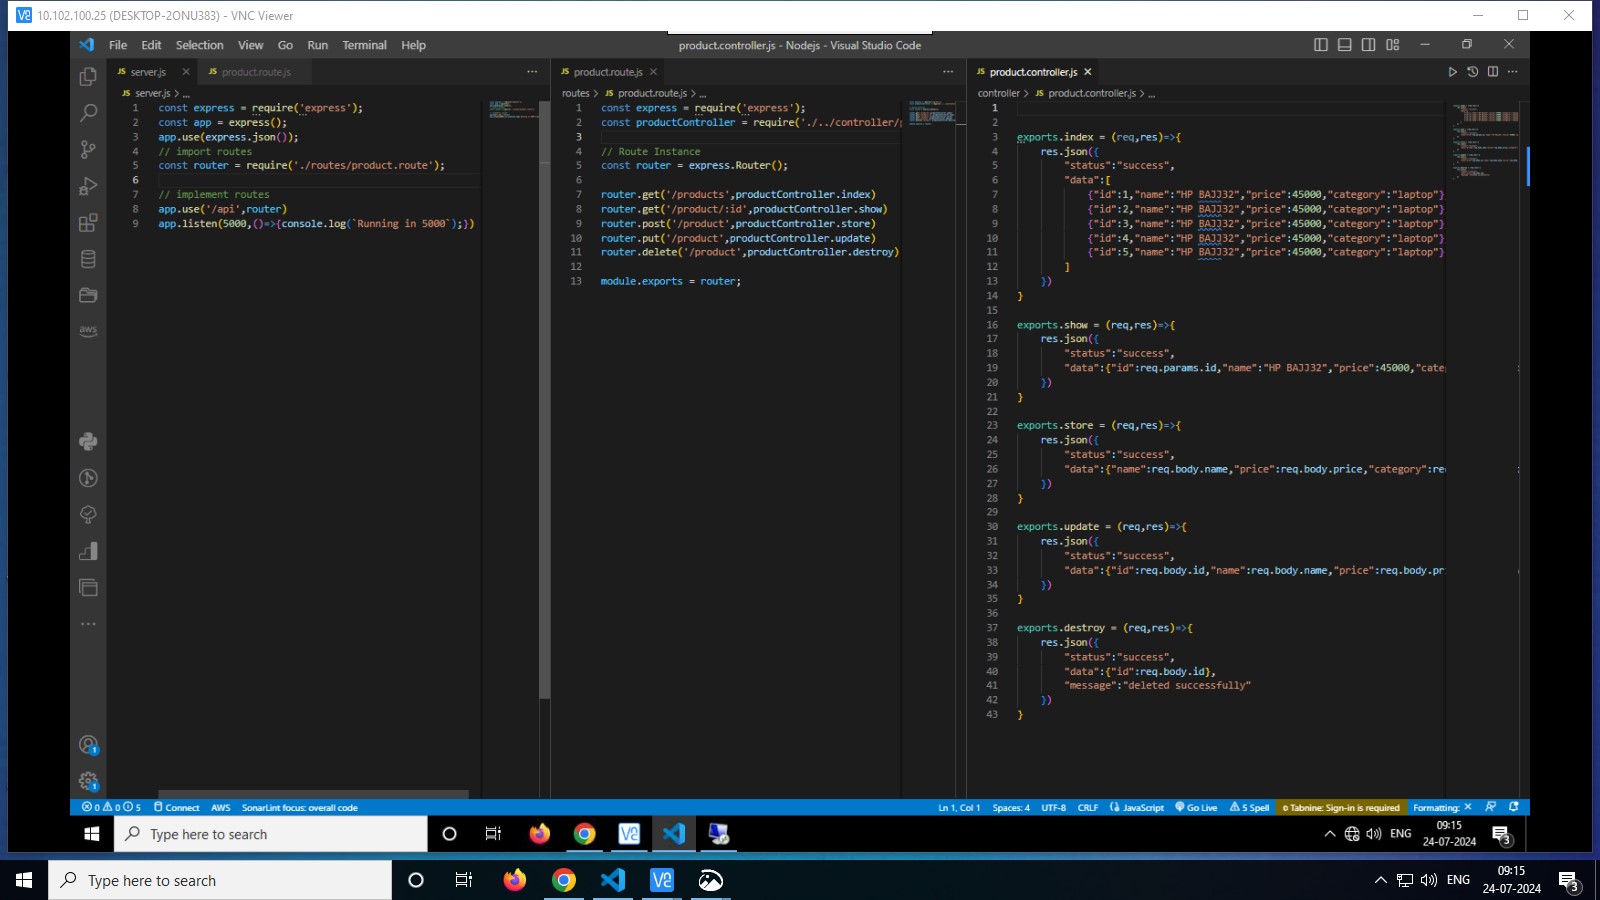 10.102.100.25 (DESKTOP-2ONU383) - VNC Viewer
File Edit Selection View Go Run Terminal Help
product.controller.js - Nodejs - Visual Studio Code
server.js
product.route.js
server.js > ...
1 const express = require('express');
2 const app = express();
3 app.use(express.json());
4 // import routes
5 const router = require('./routes/product.route');
6
7 // implement routes
8 app.use('/api',router)
9 app.listen(5000,()=>{console.log(`Running in 5000`);})
product.route.js
routes > product.route.js > ...
1 const express = require('express');
2 const productController = require('./../controller/
3
4 // Route Instance
5 const router = express.Router();
6
7 router.get('/products',productController.index)
8 router.get('/product/:id',productController.show)
9 router.post('/product',productController.store)
10 router.put('/product',productController.update)
11 router.delete('/product',productController.destroy)
12
13 module.exports = router;
product.controller.js
controller > product.controller.js > ...
1
2
3 exports.index = (req,res)=>{
4 res.json({
5 "status":"success",
6 "data":[
7 {"id":1,"name":"HP BAJJ32","price":45000,"category":"laptop"}
8 {"id":2,"name":"HP BAJJ32","price":45000,"category":"laptop"}
9 {"id":3,"name":"HP BAJJ32","price":45000,"category":"laptop"}
10 {"id":4,"name":"HP BAJJ32","price":45000,"category":"laptop"}
11 {"id":5,"name":"HP BAJJ32","price":45000,"category":"laptop"}
12 ]
13 })
14 }
15
16 exports.show = (req,res)=>{
17 res.json({
18 "status":"success",
19 "data":{"id":req.params.id,"name":"HP BAJJ32","price":45000,"cate
20 })
21 }
22
23 exports.store = (req,res)=>{
24 res.json({
25 "status":"success",
26 "data":{"name":req.body.name,"price":req.body.price,"category":re
27 })
28 }
29
30 exports.update = (req,res)=>{
31 res.json({
32 "status":"success",
33 "data":{"id":req.body.id,"name":req.body.name,"price":req.body.pr
34 })
35 }
36
37 exports.destroy = (req,res)=>{
38 res.json({
39 "status":"success",
40 "data":{"id":req.body.id},
41 "message":"deleted successfully"
42 })
43 }
aws
1
1
0 0 5 Connect AWS SonarLint focus: overall code
Ln 1, Col 1 Spaces: 4 UTF-8 CRLF JavaScript Go Live 5 Spell Tabnine: Sign-in is required Formatting: ×
Type here to search
ENG
09:15
24-07-2024
3
Type here to search
ENG
09:15
24-07-2024
3